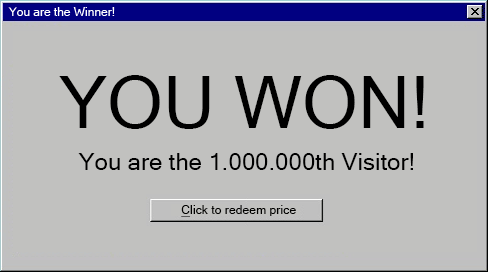 You are the Winner!
YOU WON!
You are the 1.000.000th Visitor!
Click to redeem price